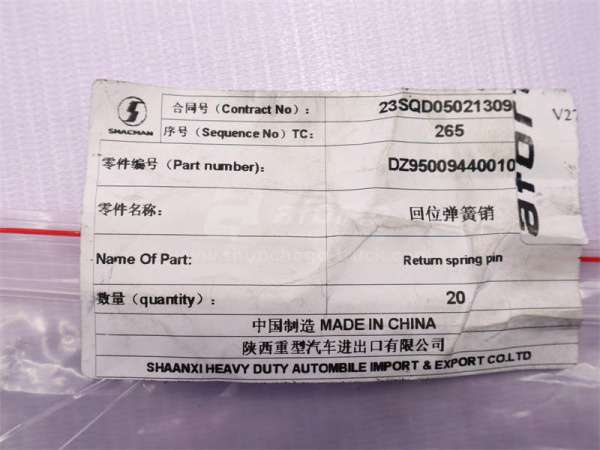 SHACMAN
合同号（Contract No）： 23SQD05021309
序号（Sequence No）TC： 265
零件编号（Part number）： DZ95009440010
零件名称： 回位弹簧销
Name Of Part: Return spring pin
数量（quantity）： 20
中国制造 MADE IN CHINA
陕西重型汽车进出口有限公司
SHAANXI HEAVY DUTY AUTOMBILE IMPORT & EXPORT CO.LTD
ator
V27